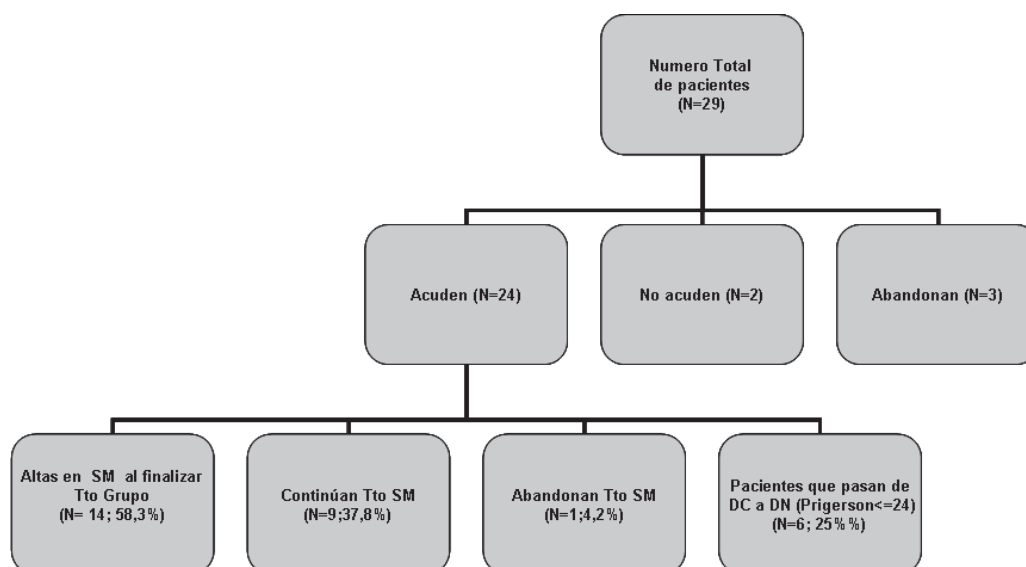 Numero Total
de pacientes
(N=29)
Acuden (N=24)
No acuden (N=2)
Abandonan (N=3)
Altas en SM al finalizar
Tto Grupo
(N= 14; 58,3%)
Continúan Tto SM
(N=9;37,8%)
Abandonan Tto SM
(N=1;4,2%)
Pacientes que pasan de
DC a DN (Prigerson<=24)
(N=6; 25%%)